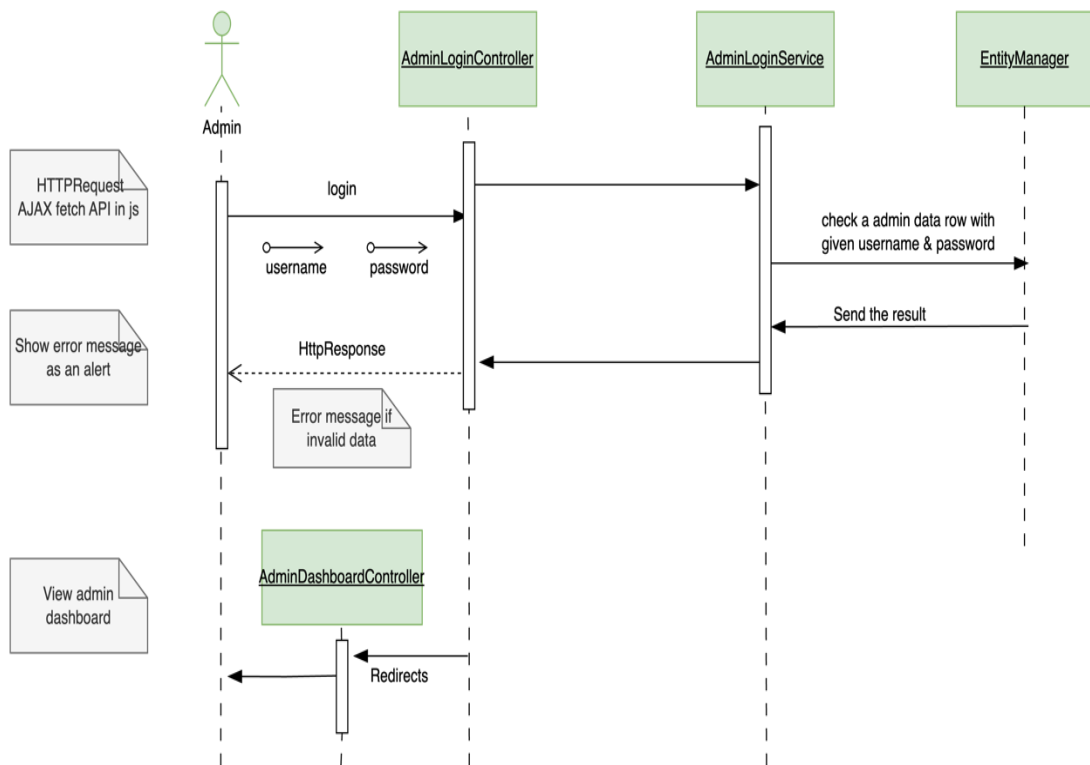 AdminLoginController
AdminLoginService
EntityManager
Admin
HTTPRequest
AJAX fetch API in js
login
username
password
check a admin data row with
given username & password
Send the result
Show error message
as an alert
HttpResponse
Error message if
invalid data
AdminDashboardController
View admin
dashboard
Redirects